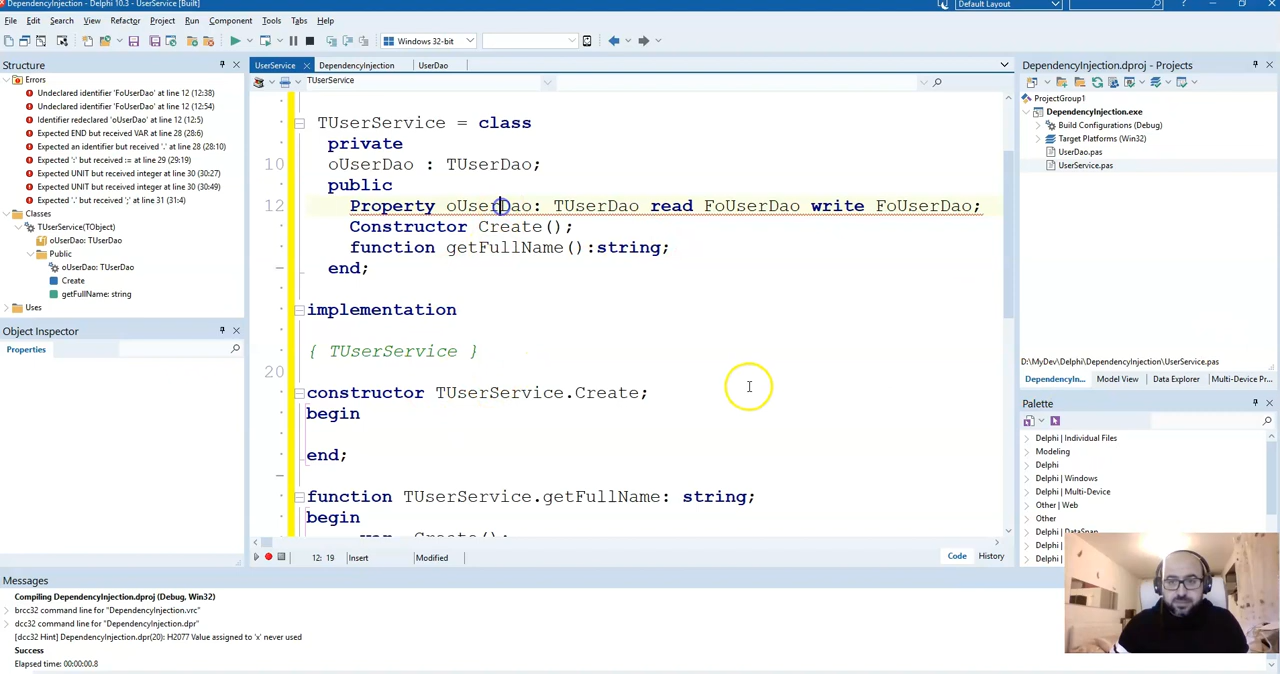 DependencyInjection - Delphi 10.3 - UserService [Built]
Default Layout
File Edit Search View Refactor Project Run Component Tools Tabs Help
Windows 32-bit
Structure
Errors
Undeclared identifier 'FoUserDao' at line 12 (12:38)
Undeclared identifier 'FoUserDao' at line 12 (12:54)
Identifier redeclared 'oUserDao' at line 12 (12:5)
Expected END but received VAR at line 28 (28:6)
Expected an identifier but received '.' at line 28 (28:10)
Expected ':' but received := at line 29 (29:19)
Expected UNIT but received integer at line 30 (30:27)
Expected UNIT but received integer at line 30 (30:49)
Expected '.' but received ';' at line 31 (31:4)
Classes
TUserService(TObject)
oUserDao: TUserDao
Public
oUserDao: TUserDao
Create
getFullName: string
Uses
Object Inspector
Properties
UserService DependencyInjection UserDao
TUserService
TUserService = class
private
10 oUserDao : TUserDao;
public
12 Property oUserDao: TUserDao read FoUserDao write FoUserDao;
Constructor Create();
function getFullName():string;
end;
implementation
{ TUserService }
20
constructor TUserService.Create;
begin
end;
function TUserService.getFullName: string;
begin
12: 19 Insert Modified Code History
DependencyInjection.dproj - Projects
ProjectGroup1
DependencyInjection.exe
Build Configurations (Debug)
Target Platforms (Win32)
UserDao.pas
UserService.pas
D:\MyDev\Delphi\DependencyInjection\UserService.pas
DependencyIn... Model View Data Explorer Multi-Device Pr...
Palette
Delphi | Individual Files
Modeling
Delphi
Delphi | Windows
Delphi | Multi-Device
Other | Web
Other
Messages
Compiling DependencyInjection.dproj (Debug, Win32)
brcc32 command line for "DependencyInjection.vrc"
dcc32 command line for "DependencyInjection.dpr"
[dcc32 Hint] DependencyInjection.dpr(20): H2077 Value assigned to 'x' never used
Success
Elapsed time: 00:00:00.8